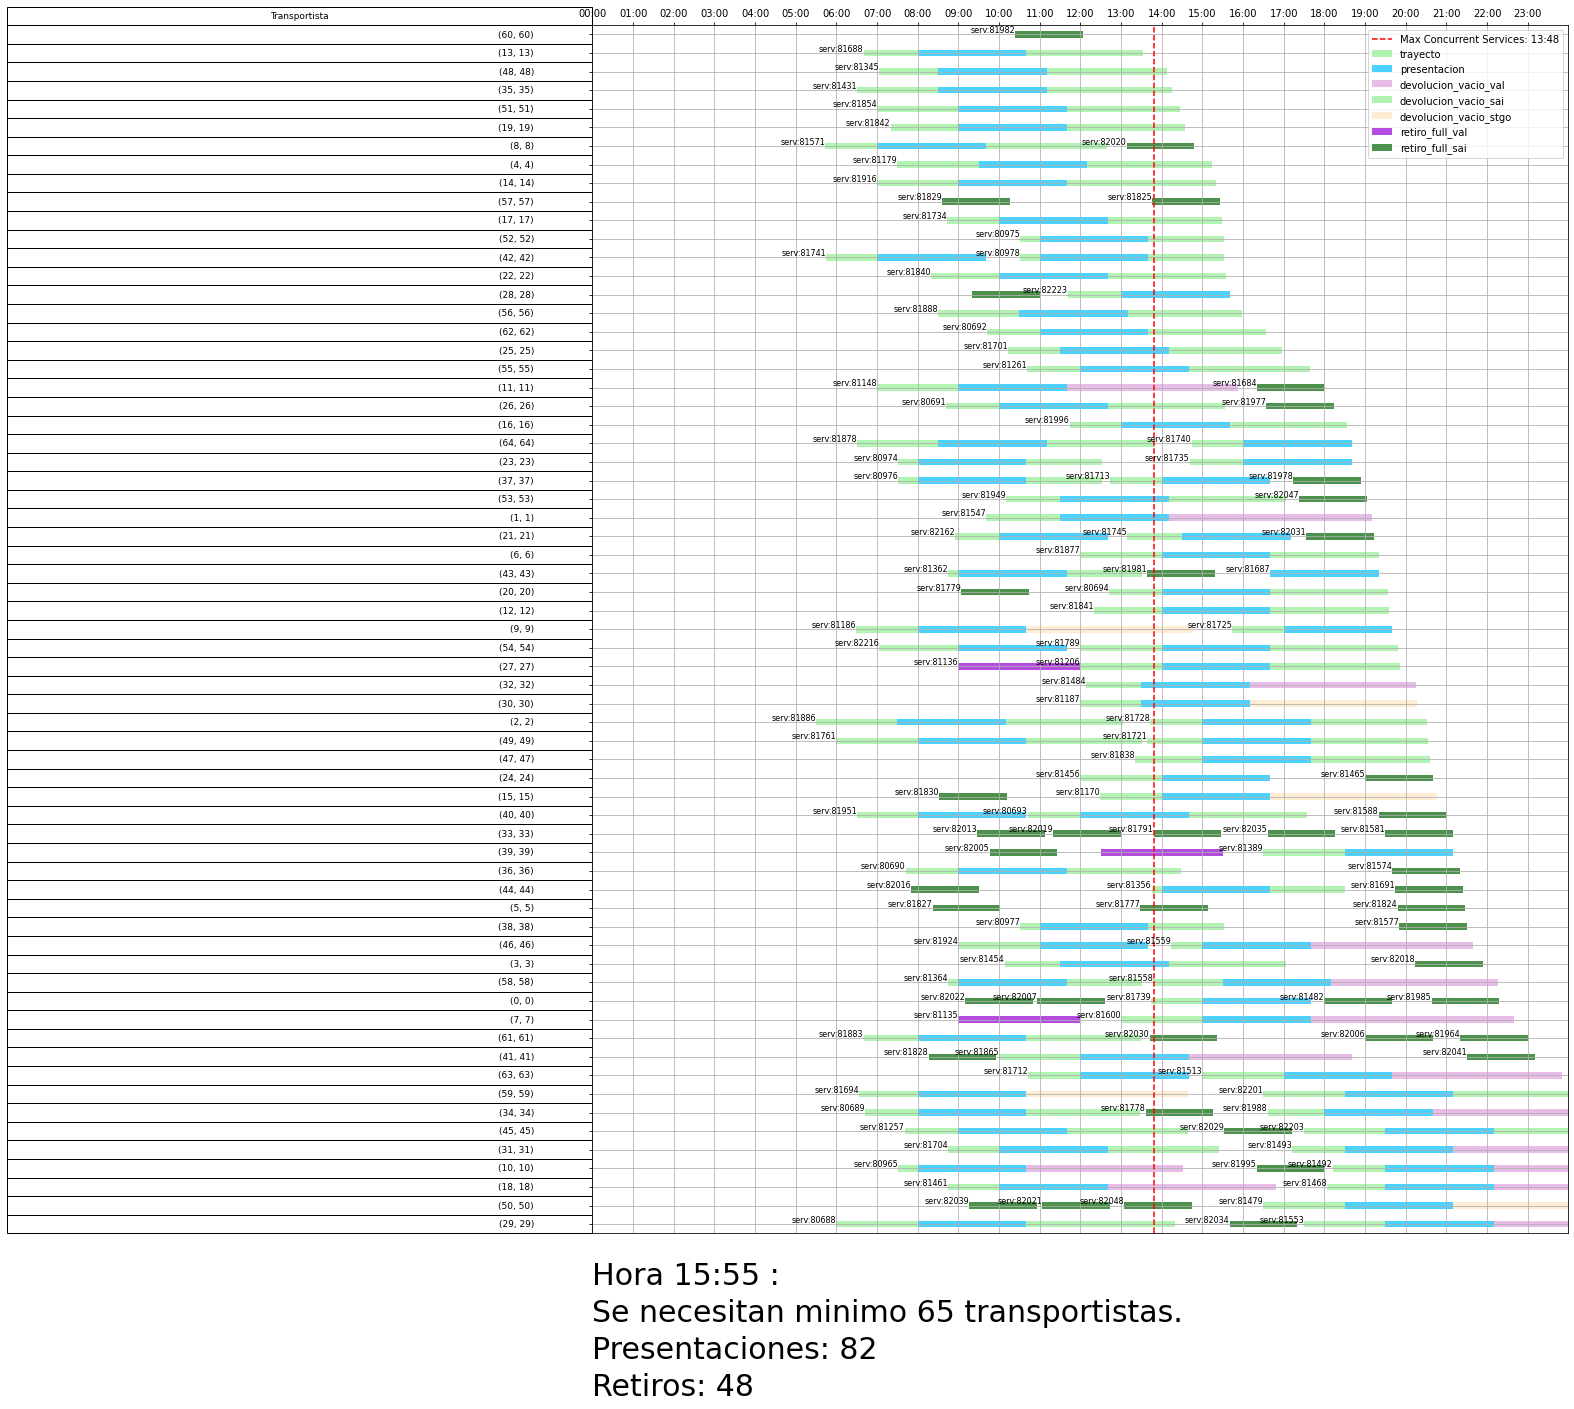 Transportista
00:00 01:00 02:00 03:00 04:00 05:00 06:00 07:00 08:00 09:00 10:00 11:00 12:00 13:00 14:00 15:00 16:00 17:00 18:00 19:00 20:00 21:00 22:00 23:00
Max Concurrent Services: 13:48
trayecto
presentacion
devolucion_vacio_val
devolucion_vacio_sai
devolucion_vacio_stgo
retiro_full_val
retiro_full_sai
(60, 60) serv:81982
(13, 13) serv:81688
(48, 48) serv:81345
(35, 35) serv:81431
(51, 51) serv:81854
(19, 19) serv:81842
(8, 8) serv:81571 serv:82020
(4, 4) serv:81179
(14, 14) serv:81916
(57, 57) serv:81829 serv:81825
(17, 17) serv:81734
(52, 52) serv:80975
(42, 42) serv:81741 serv:80978
(22, 22) serv:81840
(28, 28) serv:82223
(56, 56) serv:81888
(62, 62) serv:80692
(25, 25) serv:81701
(55, 55) serv:81261
(11, 11) serv:81148 serv:81684
(26, 26) serv:80691 serv:81977
(16, 16) serv:81996
(64, 64) serv:81878 serv:81740
(23, 23) serv:80974 serv:81735
(37, 37) serv:80976 serv:81713 serv:81978
(53, 53) serv:81949 serv:82047
(1, 1) serv:81547
(21, 21) serv:82162 serv:81745 serv:82031
(6, 6) serv:81877
(43, 43) serv:81362 serv:81981 serv:81687
(20, 20) serv:81779 serv:80694
(12, 12) serv:81841
(9, 9) serv:81186 serv:81725
(54, 54) serv:82216 serv:81789
(27, 27) serv:81136 serv:81206
(32, 32) serv:81484
(30, 30) serv:81187
(2, 2) serv:81886 serv:81728
(49, 49) serv:81761 serv:81721
(47, 47) serv:81838
(24, 24) serv:81456 serv:81465
(15, 15) serv:81830 serv:81170
(40, 40) serv:81951 serv:80693 serv:81588
(33, 33) serv:82013 serv:82019 serv:81791 serv:82035 serv:81581
(39, 39) serv:82005 serv:81389
(36, 36) serv:80690 serv:81574
(44, 44) serv:82016 serv:81356 serv:81691
(5, 5) serv:81827 serv:81777 serv:81824
(38, 38) serv:80977 serv:81577
(46, 46) serv:81924 serv:81559
(3, 3) serv:81454 serv:82018
(58, 58) serv:81364 serv:81558
(0, 0) serv:82022 serv:82007 serv:81739 serv:81482 serv:81985
(7, 7) serv:81135 serv:81600
(61, 61) serv:81883 serv:82030 serv:82006 serv:81964
(41, 41) serv:81828 serv:81865 serv:82041
(63, 63) serv:81712 serv:81513
(59, 59) serv:81694 serv:82201
(34, 34) serv:80689 serv:81778 serv:81988
(45, 45) serv:81257 serv:82029 serv:82203
(31, 31) serv:81704 serv:81493
(10, 10) serv:80965 serv:81995 serv:81492
(18, 18) serv:81461 serv:81468
(50, 50) serv:82039 serv:82021 serv:82048 serv:81479
(29, 29) serv:80688 serv:82034 serv:81553
Hora 15:55 :
Se necesitan minimo 65 transportistas.
Presentaciones: 82
Retiros: 48